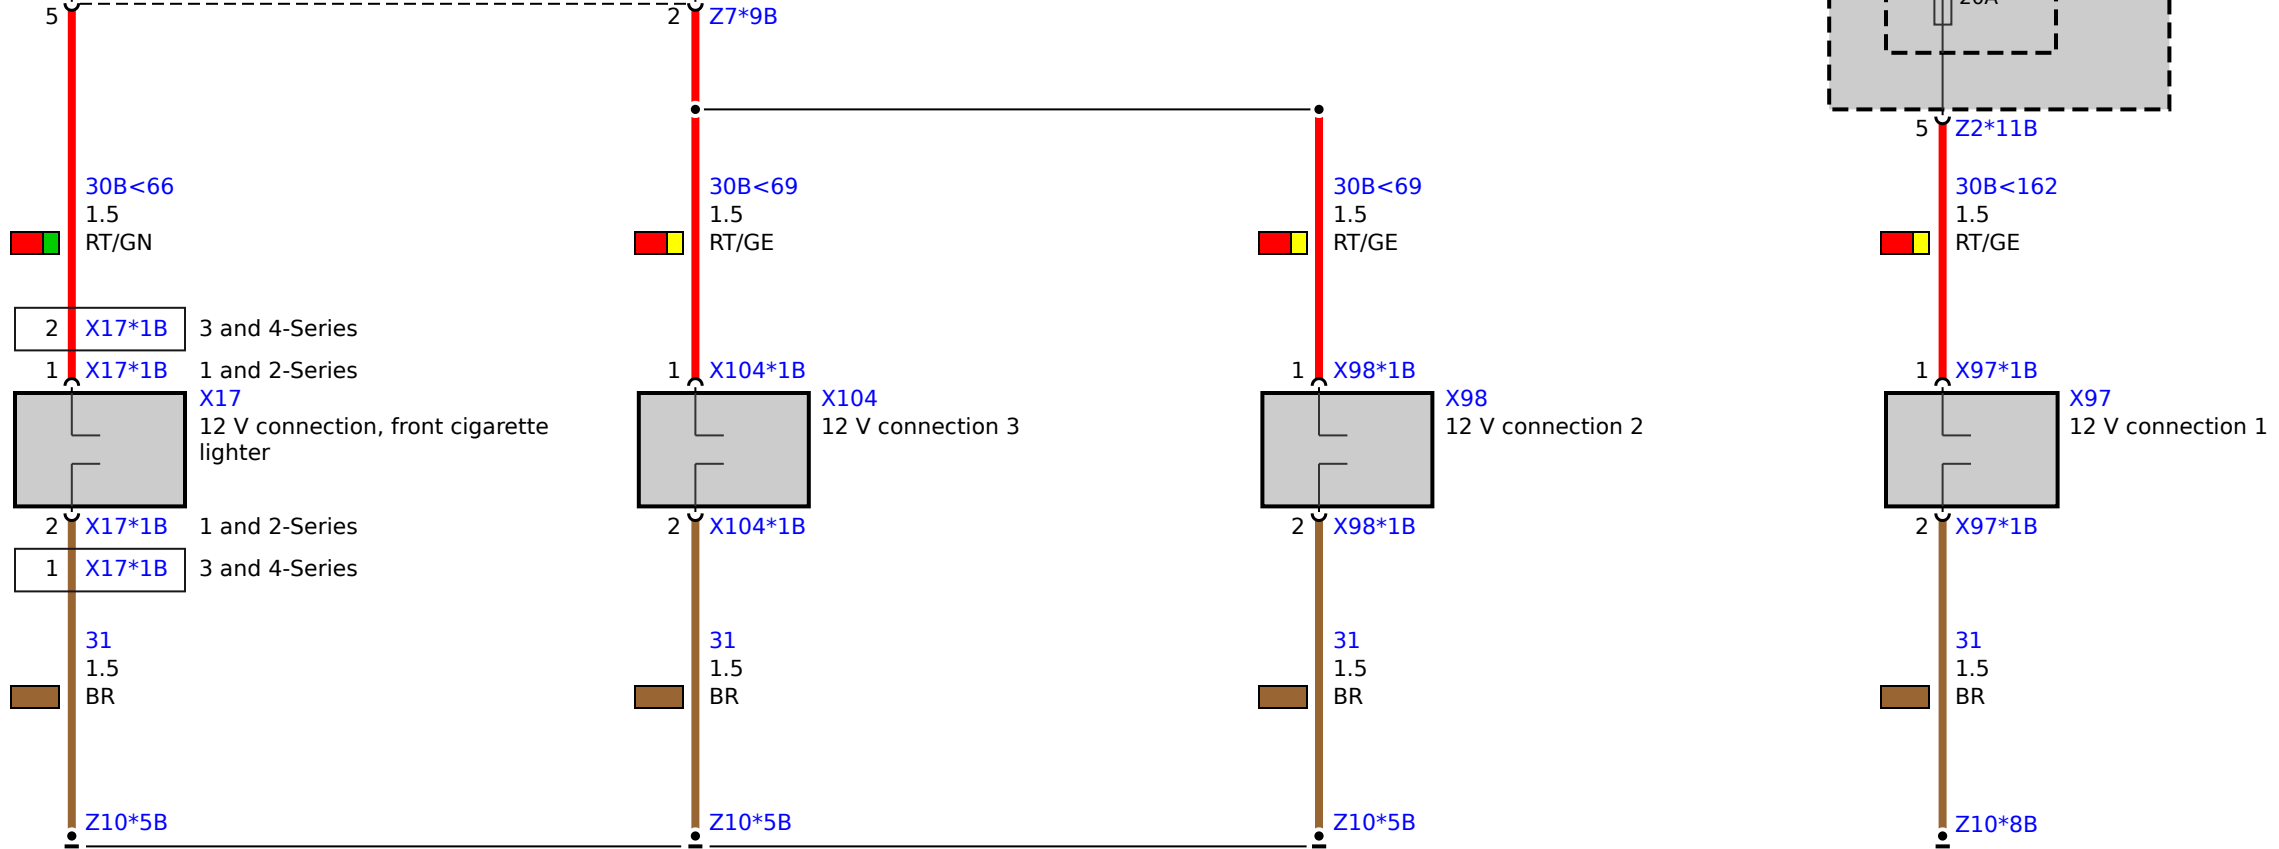 20A
5
2 Z7*9B
5 Z2*11B
30B<66
1.5
RT/GN
30B<69
1.5
RT/GE
30B<69
1.5
RT/GE
30B<162
1.5
RT/GE
2 X17*1B 3 and 4-Series
1 X17*1B 1 and 2-Series
1 X104*1B
1 X98*1B
1 X97*1B
X17
12 V connection, front cigarette
lighter
X104
12 V connection 3
X98
12 V connection 2
X97
12 V connection 1
2 X17*1B 1 and 2-Series
1 X17*1B 3 and 4-Series
2 X104*1B
2 X98*1B
2 X97*1B
31
1.5
BR
31
1.5
BR
31
1.5
BR
31
1.5
BR
Z10*5B
Z10*5B
Z10*5B
Z10*8B